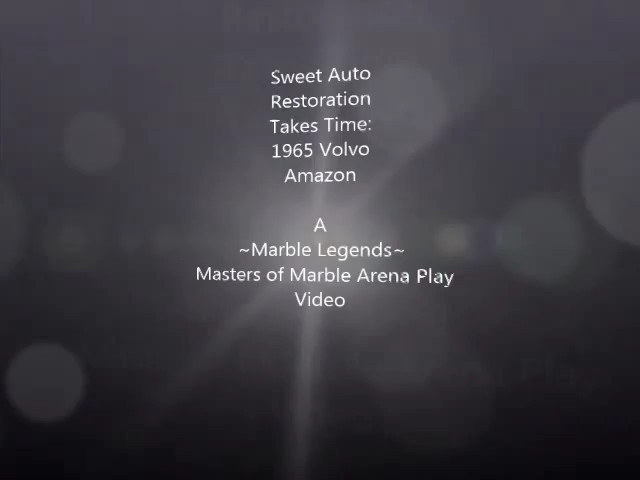 Sweet Auto
Restoration
Takes Time:
1965 Volvo
Amazon
A
~Marble Legends~
Masters of Marble Arena Play
Video